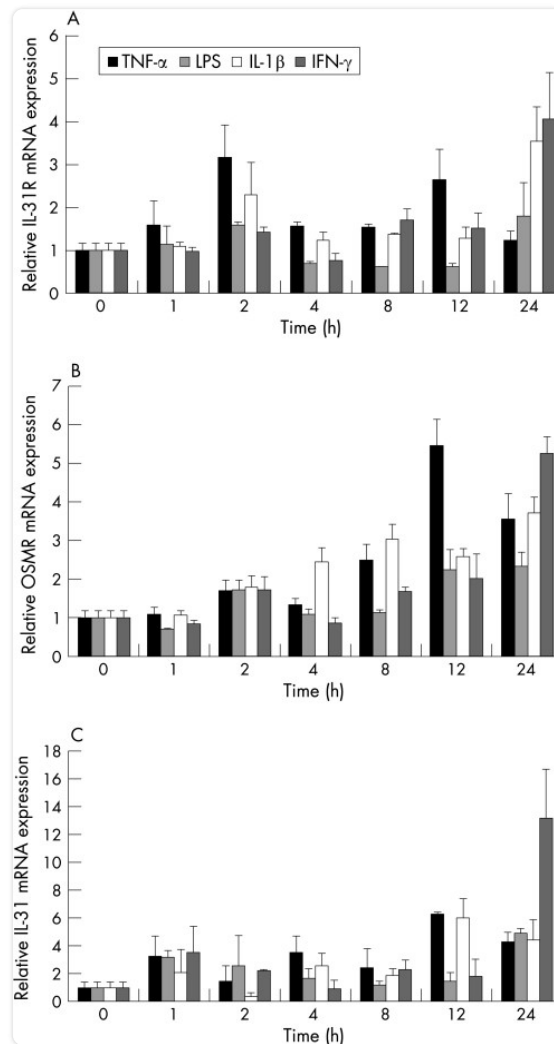 A
TNF-α LPS IL-1β IFN-γ
Relative IL-31R mRNA expression
6
5
4
3
2
1
0
0 1 2 4 8 12 24
Time (h)
B
Relative OSMR mRNA expression
7
6
5
4
3
2
1
0
0 1 2 4 8 12 24
Time (h)
C
Relative IL-31 mRNA expression
18
16
14
12
10
8
6
4
2
0
0 1 2 4 8 12 24
Time (h)